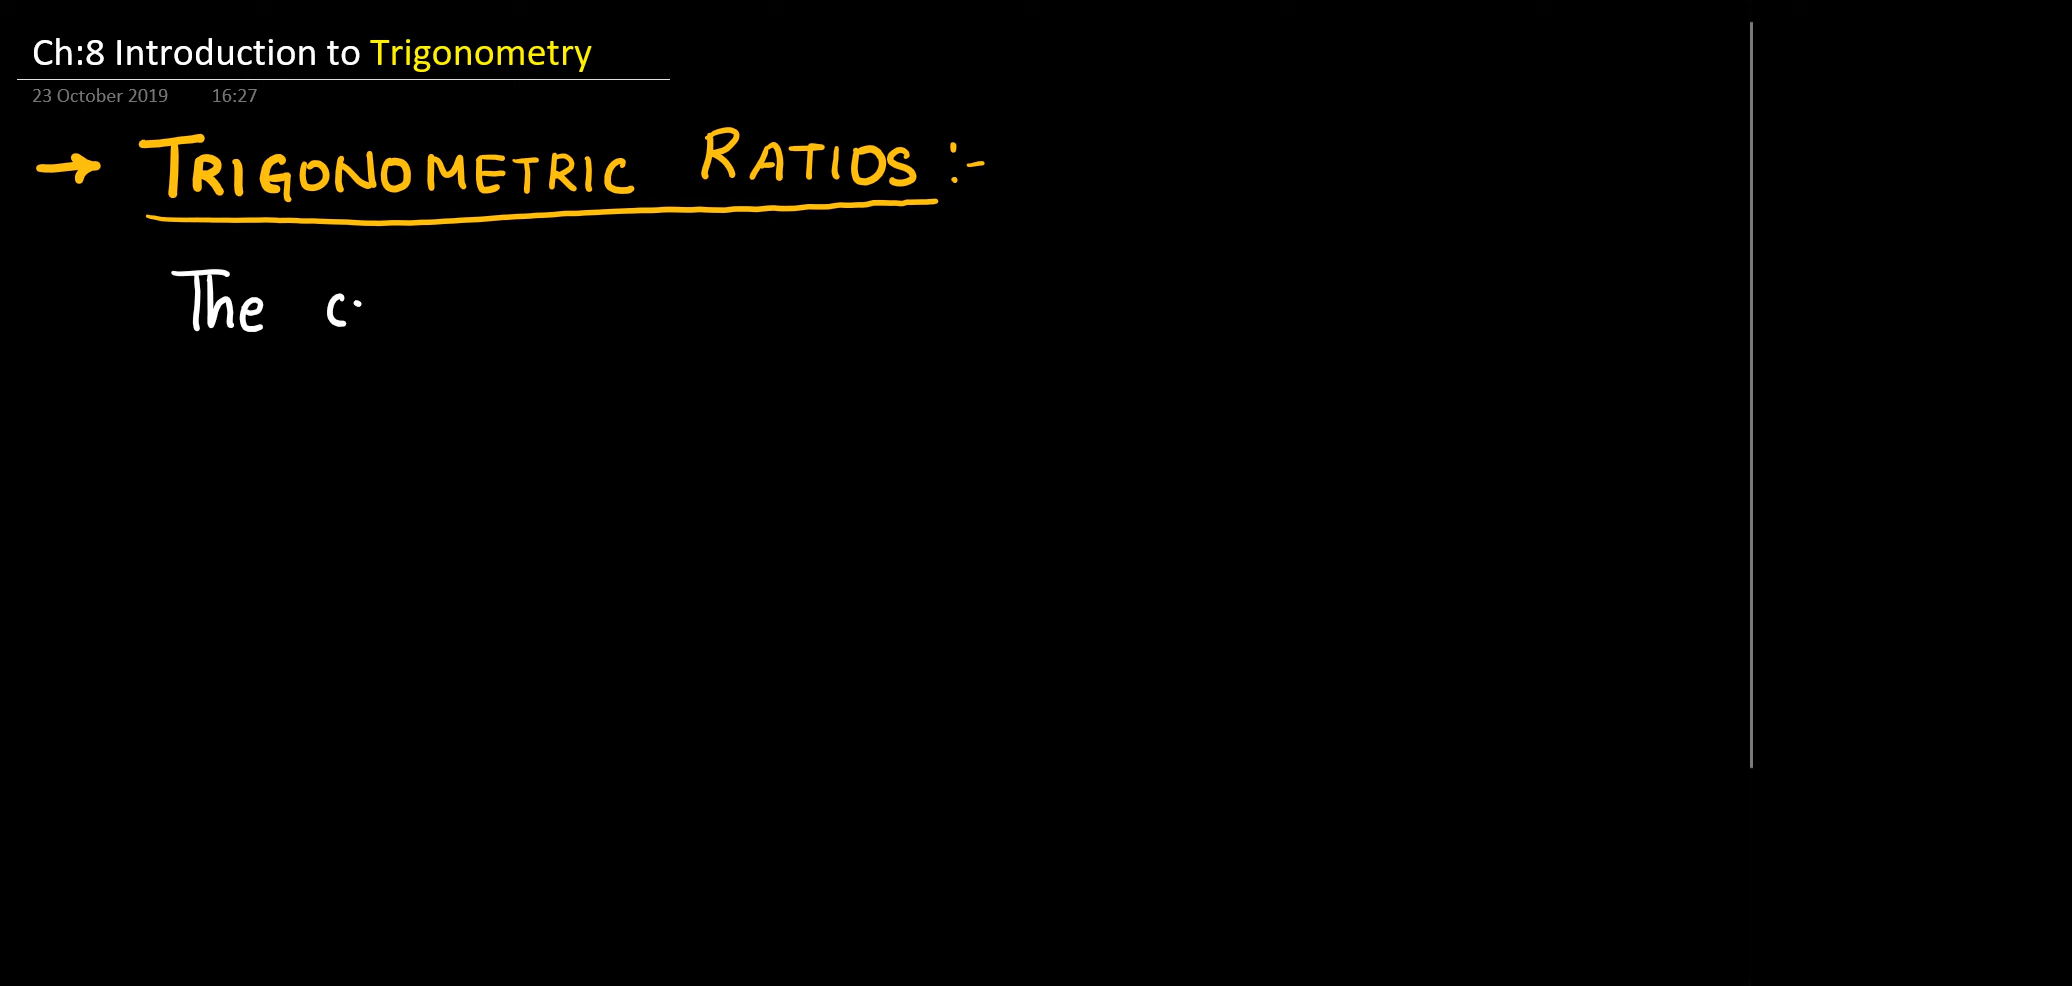 Ch:8 Introduction to Trigonometry
23 October 2019 16:27
→ TRIGONOMETRIC RATIOS :-
The c